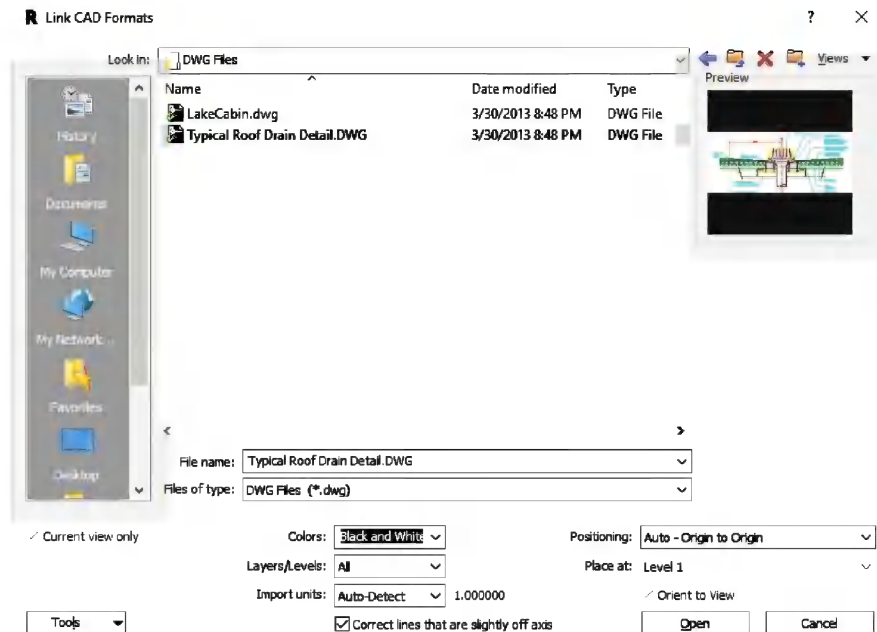 R Link CAD Formats ? ×
Look in: DWG Files Views
Preview
Name Date modified Type
LakeCabin.dwg 3/30/2013 8:48 PM DWG File
Typical Roof Drain Detail.DWG 3/30/2013 8:48 PM DWG File
History
Documents
My Computer
My Network...
Favorites
Desktop
File name: Typical Roof Drain Detail.DWG
Files of type: DWG Files (*.dwg)
Current view only
Colors: Black and White
Positioning: Auto - Origin to Origin
Layers/Levels: All
Place at: Level 1
Import units: Auto-Detect 1.000000
Orient to View
Tools
Correct lines that are slightly off axis
Open
Cancel